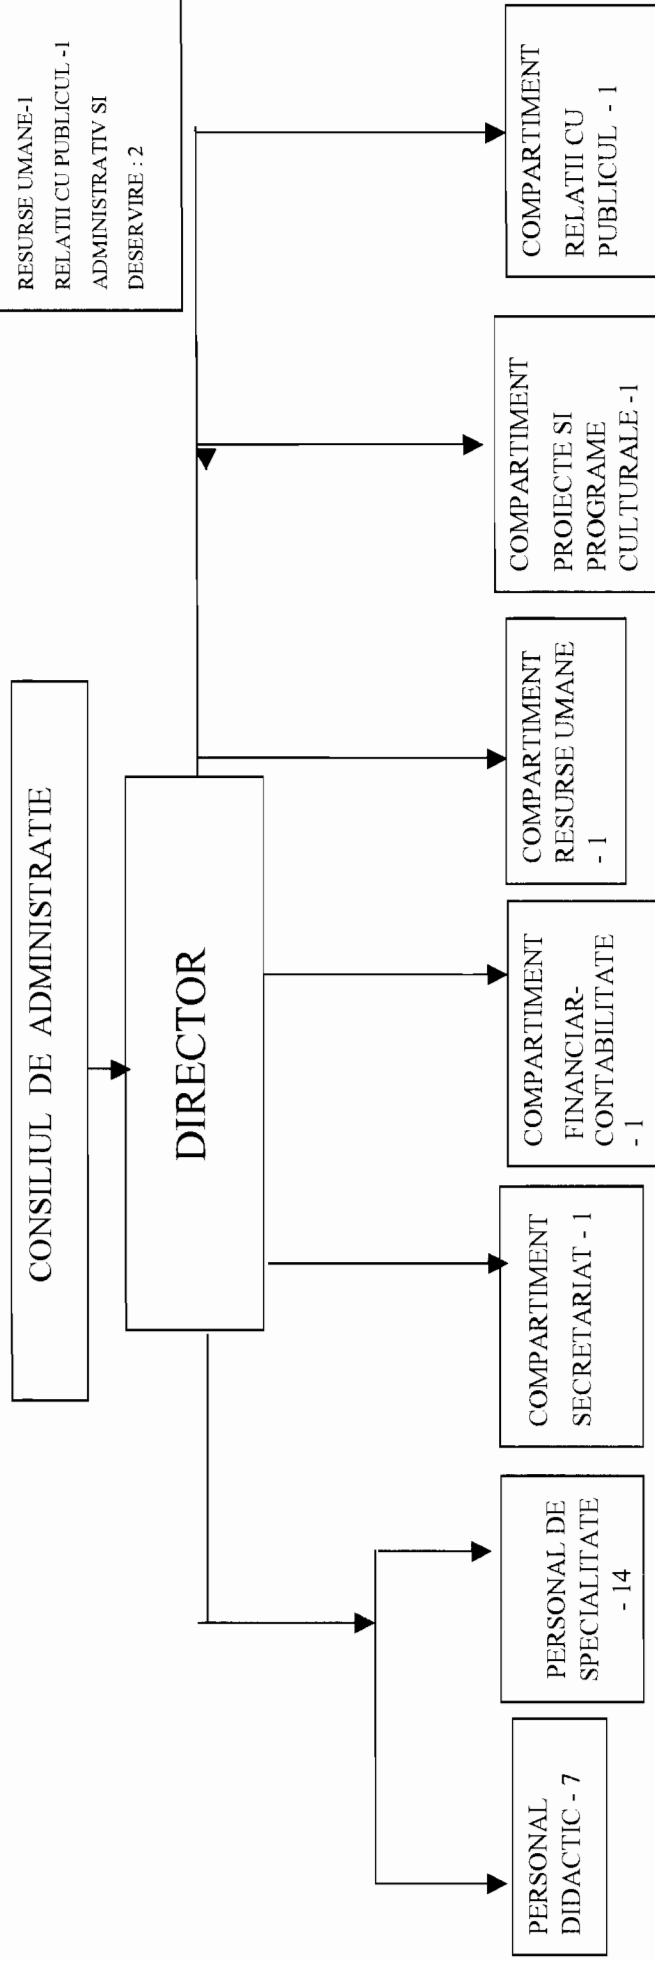 RESURSE UMANE-1
RELATII CU PUBLICUL -1
ADMINISTRATIV SI
DESERVIRE : 2
CONSILIUL DE ADMINISTRATIE
DIRECTOR
PERSONAL
DIDACTIC - 7
PERSONAL DE
SPECIALITATE
- 14
COMPARTIMENT
SECRETARIAT - 1
COMPARTIMENT
FINANCIAR-
CONTABILITATE
- 1
COMPARTIMENT
RESURSE UMANE
- 1
COMPARTIMENT
PROIECTE SI
PROGRAME
CULTURALE -1
COMPARTIMENT
RELATII CU
PUBLICUL - 1